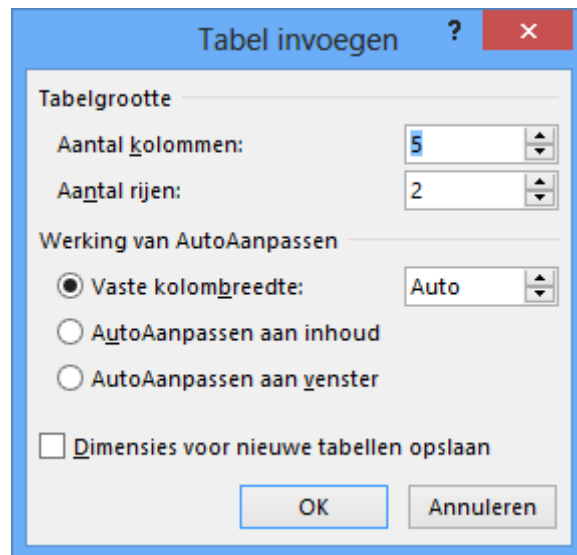 Tabel invoegen ?
Tabelgrootte
Aantal kolommen: 5
Aantal rijen: 2
Werking van AutoAanpassen
Vaste kolombreedte: Auto
AutoAanpassen aan inhoud
AutoAanpassen aan venster
Dimensies voor nieuwe tabellen opslaan
OK Annuleren